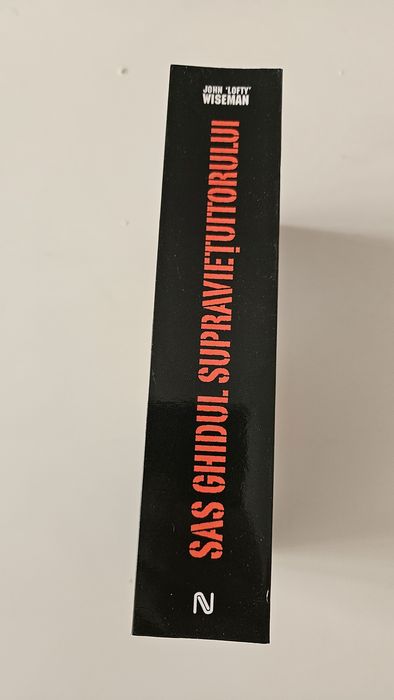 JOHN 'LOFTY'
WISEMAN
SAS GHIDUL SUPRAVIEȚUITORULUI
N